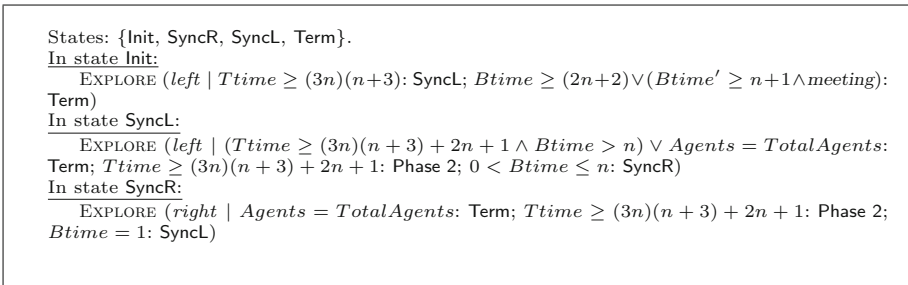 States: {Init, SyncR, SyncL, Term}.
In state Init:
EXPLORE (left | Ttime ≥ (3n)(n+3): SyncL; Btime ≥ (2n+2)∨(Btime′ ≥ n+1∧meeting):
Term)
In state SyncL:
EXPLORE (left | (Ttime ≥ (3n)(n + 3) + 2n + 1 ∧ Btime > n) ∨ Agents = TotalAgents:
Term; Ttime ≥ (3n)(n + 3) + 2n + 1: Phase 2; 0 < Btime ≤ n: SyncR)
In state SyncR:
EXPLORE (right | Agents = TotalAgents: Term; Ttime ≥ (3n)(n + 3) + 2n + 1: Phase 2;
Btime = 1: SyncL)